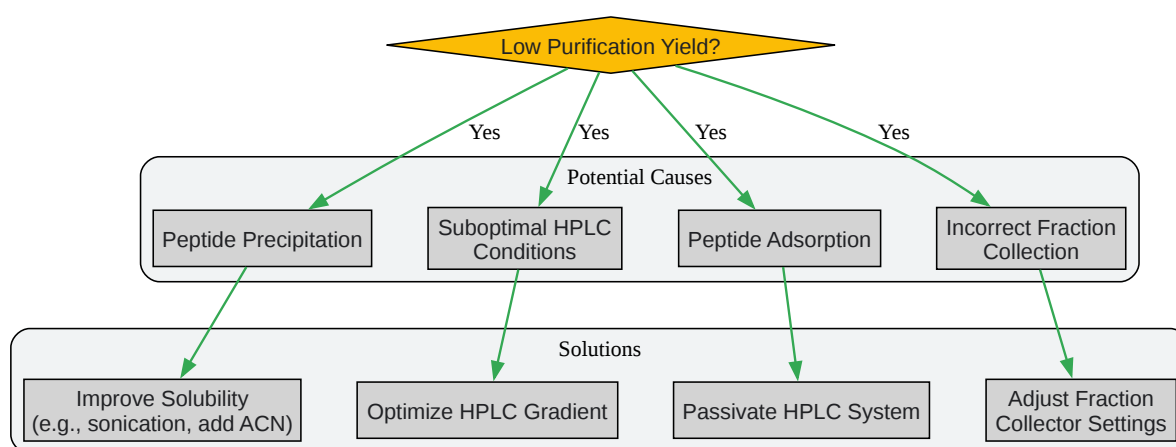 Low Purification Yield?
Yes
Yes
Yes
Yes
Potential Causes
Peptide Precipitation
Suboptimal HPLC
Conditions
Peptide Adsorption
Incorrect Fraction
Collection
Solutions
Improve Solubility
(e.g., sonication, add ACN)
Optimize HPLC Gradient
Passivate HPLC System
Adjust Fraction
Collector Settings